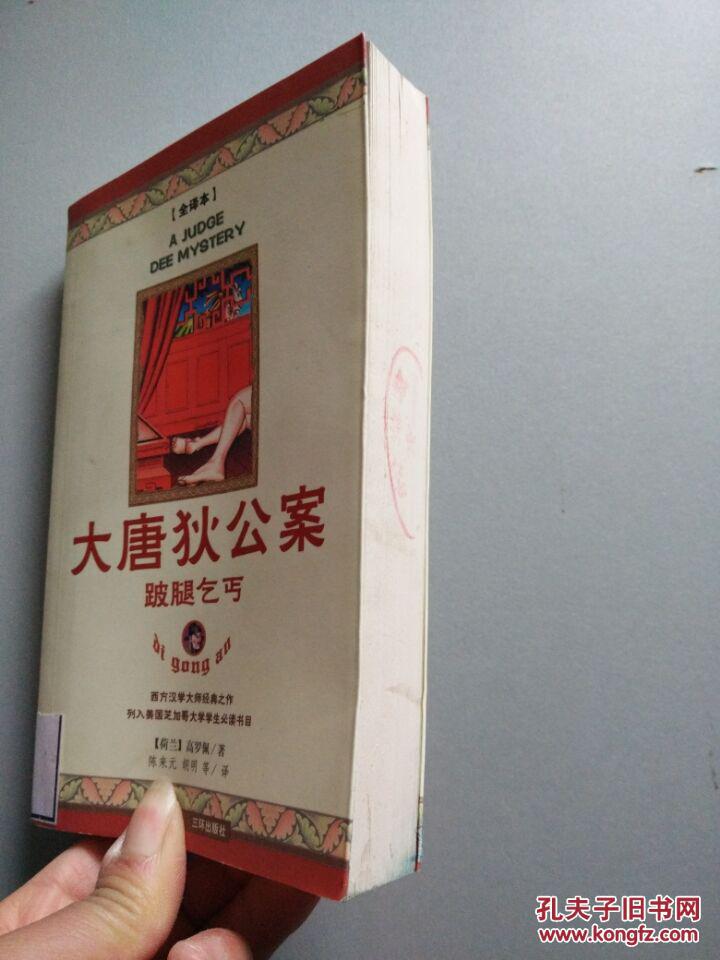 【全译本】
A JUDGE
DEE MYSTERY
大唐狄公案
跛腿乞丐
di gong an
西方汉学大师经典之作
列入美国芝加哥大学学生必读书目
【荷兰】高罗佩/著
陈来元 胡明 等/译
三环出版社
孔夫子旧书网
www.kongfz.com